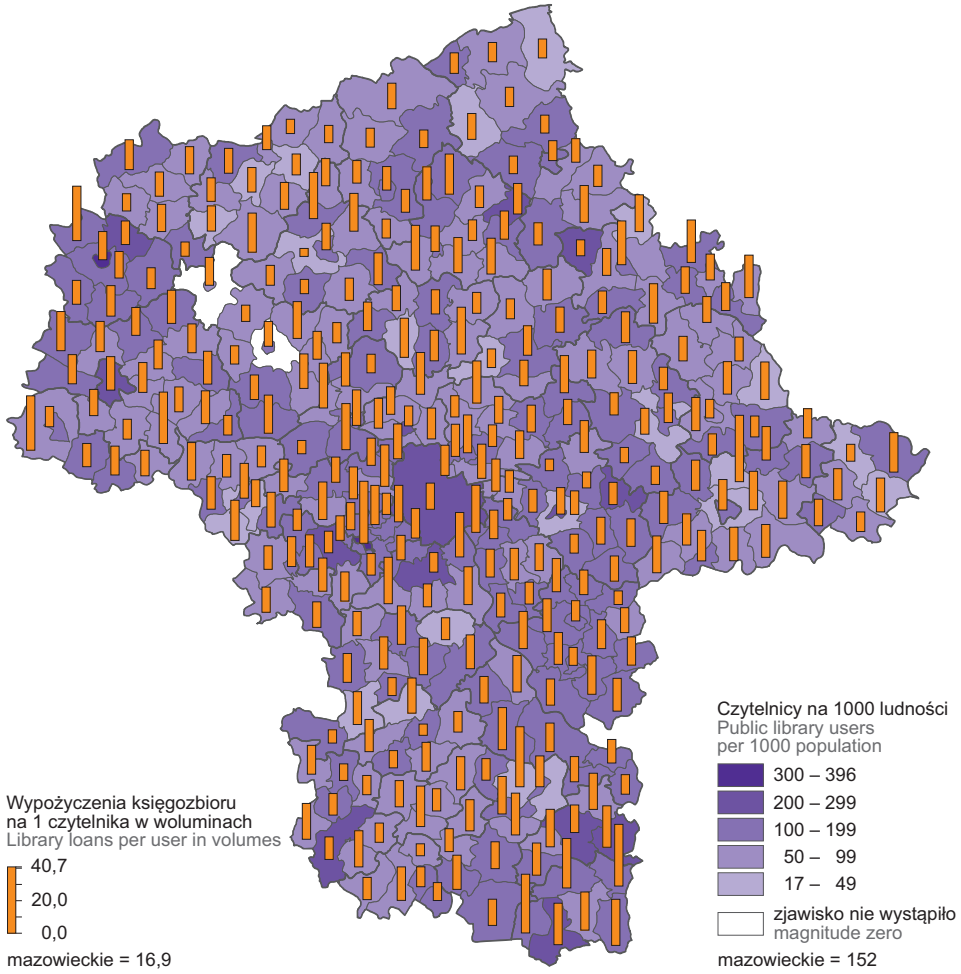 Czytelnicy na 1000 ludności
Public library users
per 1000 population
300 – 396
200 – 299
100 – 199
50 – 99
17 – 49
zjawisko nie wystąpiło
magnitude zero
mazowieckie = 152
Wypożyczenia księgozbioru
na 1 czytelnika w woluminach
Library loans per user in volumes
40,7
20,0
0,0
mazowieckie = 16,9